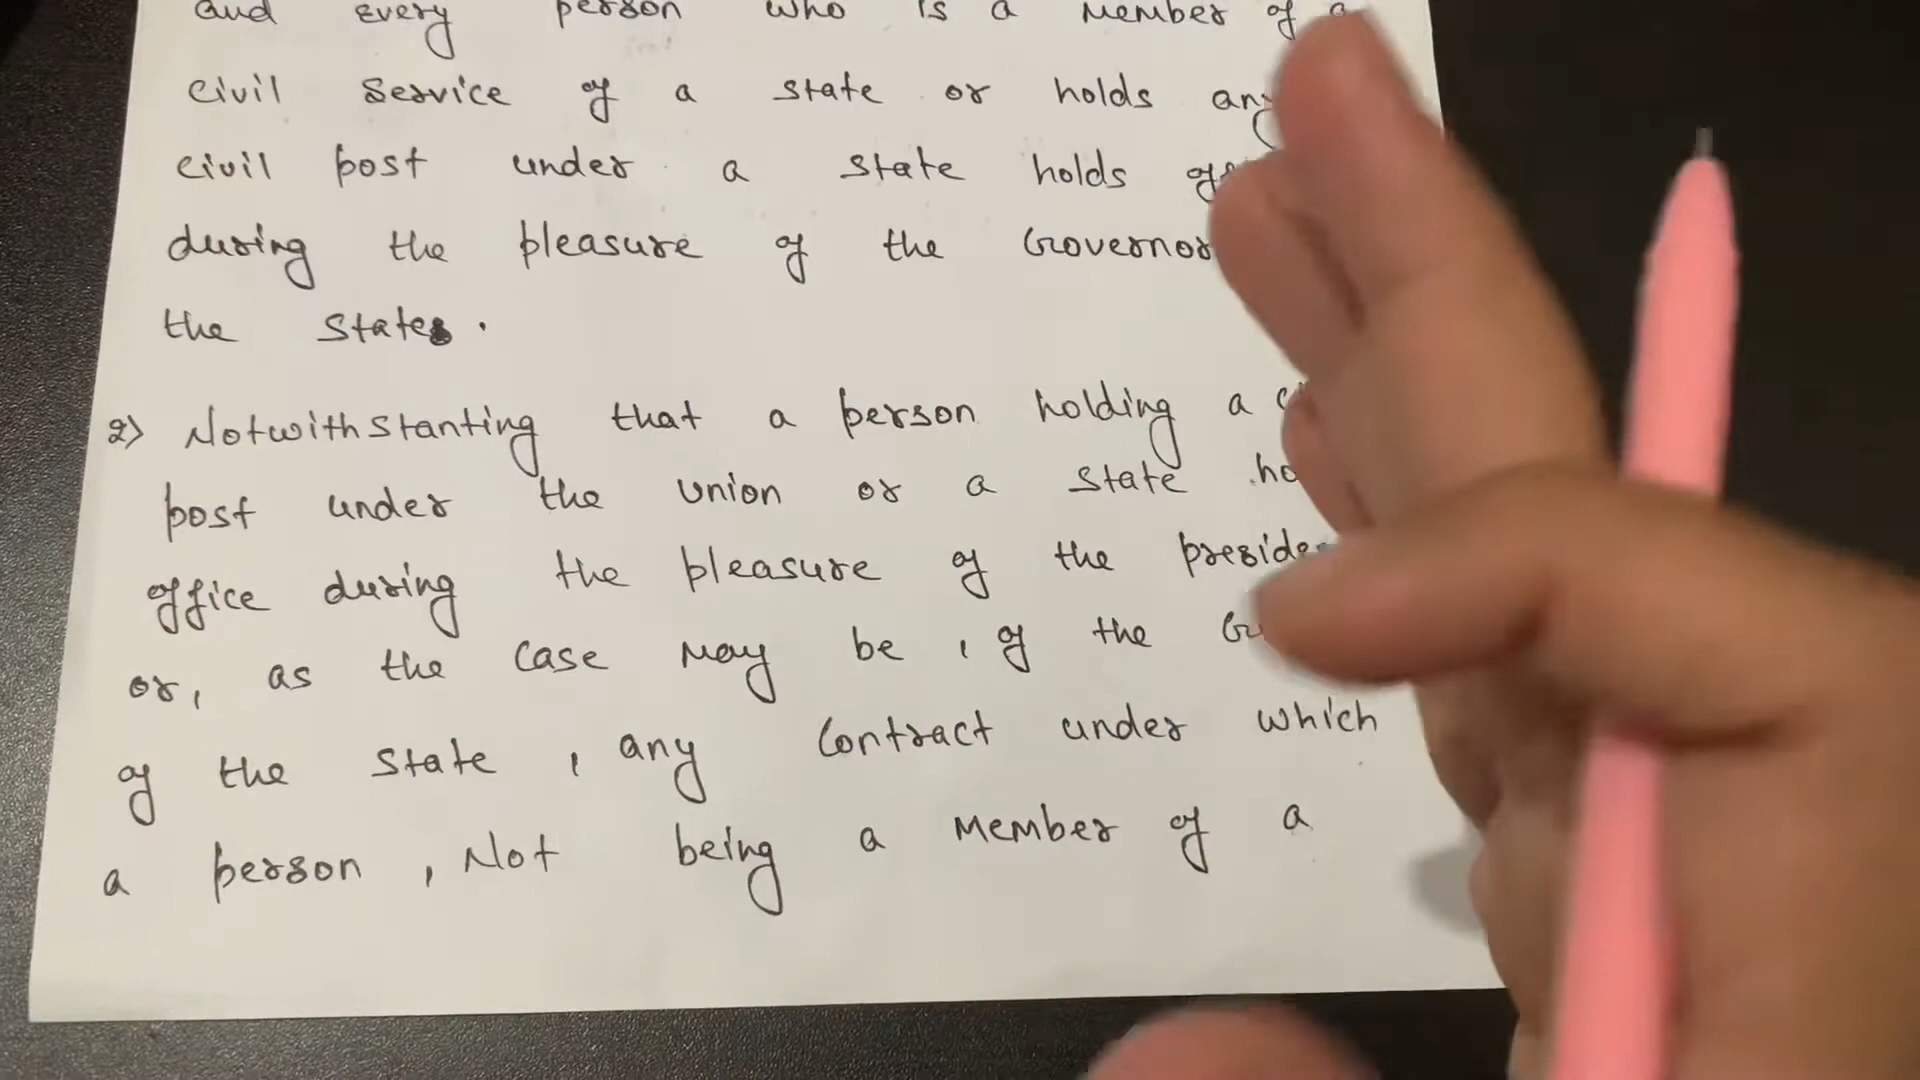 and every person who is a member of a
civil service of a state or holds any
civil post under a state holds
during the pleasure of the Governor
the states.
2) Notwithstanting that a person holding a
post under the union or a state
office during the pleasure of the
or, as the case may be, of the
of the state, any contract under which
a person, Not being a member of a